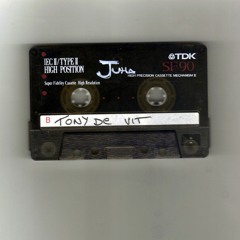 IEC II/TYPE II
HIGH POSITION
Super Fidelity Cassette High Resolution
TDK
SF90
HIGH PRECISION CASSETTE MECHANISM II
B TONY DE VIT